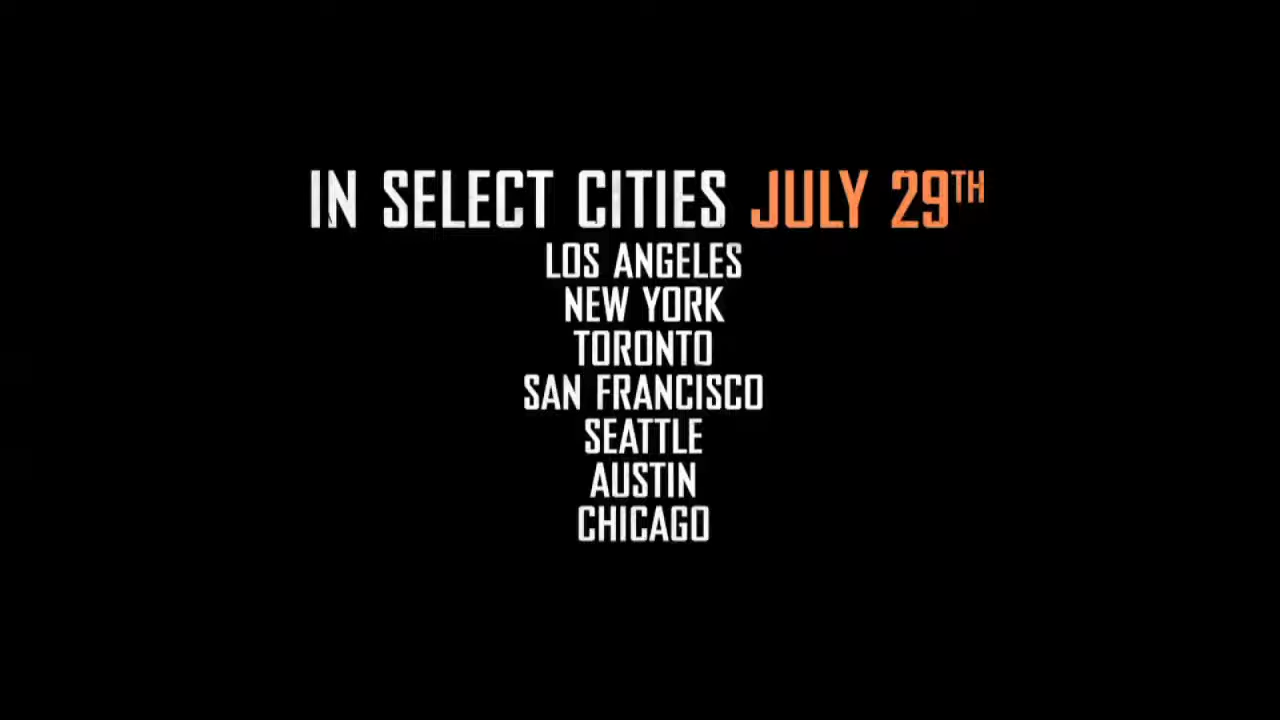 IN SELECT CITIES JULY 29TH
LOS ANGELES
NEW YORK
TORONTO
SAN FRANCISCO
SEATTLE
AUSTIN
CHICAGO